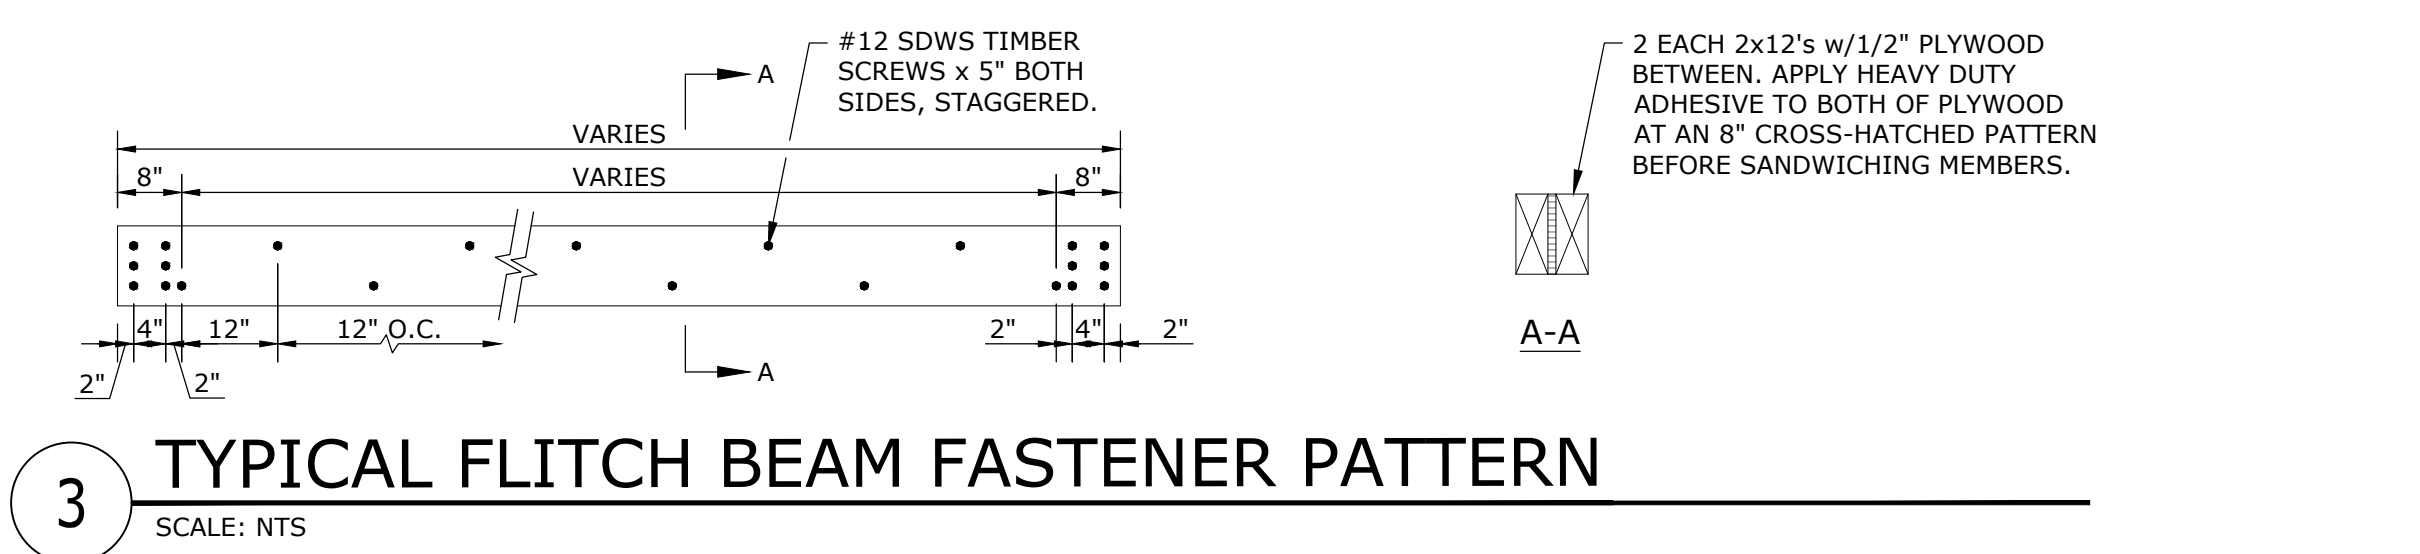 #12 SDWS TIMBER
SCREWS x 5" BOTH
SIDES, STAGGERED.
A
VARIES
8"
VARIES
8"
4"
12"
12" O.C.
2"
4"
2"
2"
2"
A
2 EACH 2x12's w/1/2" PLYWOOD
BETWEEN. APPLY HEAVY DUTY
ADHESIVE TO BOTH OF PLYWOOD
AT AN 8" CROSS-HATCHED PATTERN
BEFORE SANDWICHING MEMBERS.
A-A
3
TYPICAL FLITCH BEAM FASTENER PATTERN
SCALE: NTS